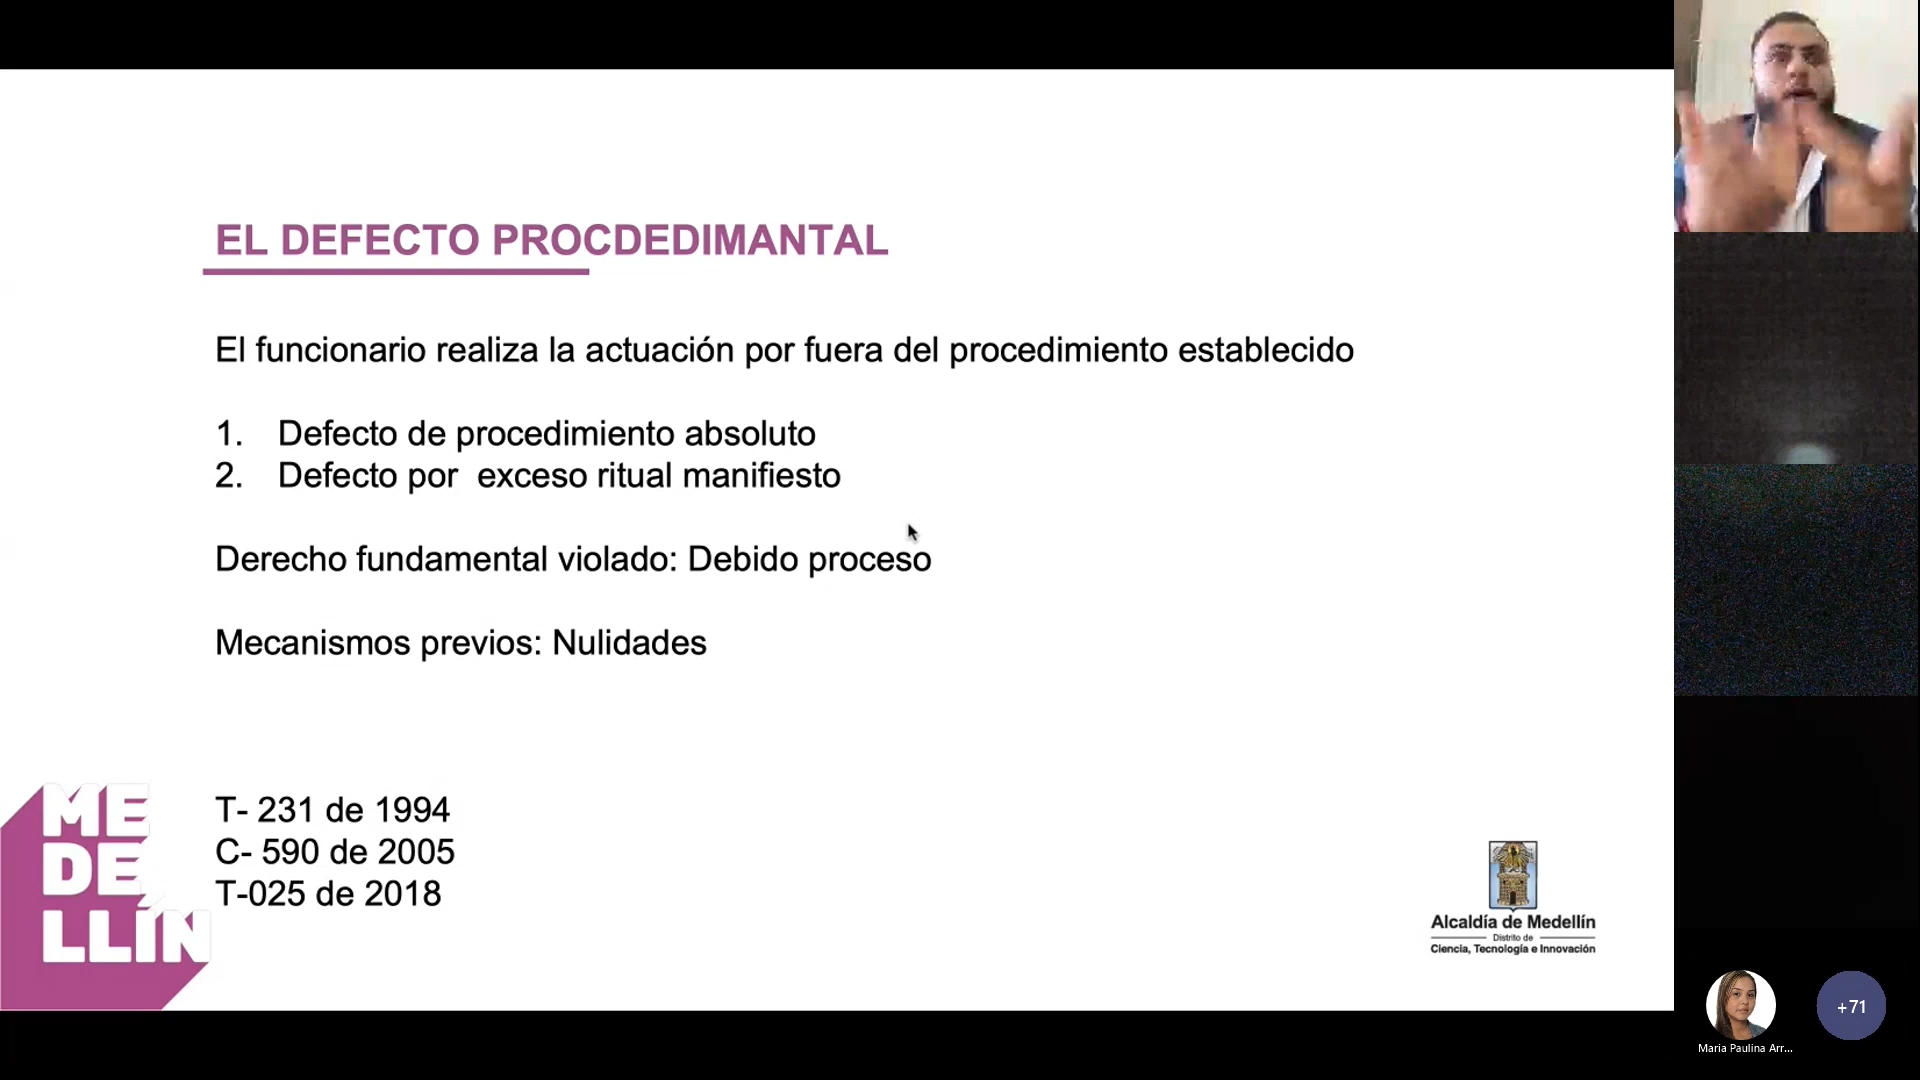 EL DEFECTO PROCDEDIMANTAL
El funcionario realiza la actuación por fuera del procedimiento establecido
1. Defecto de procedimiento absoluto
2. Defecto por exceso ritual manifiesto
Derecho fundamental violado: Debido proceso
Mecanismos previos: Nulidades
T- 231 de 1994
C- 590 de 2005
T-025 de 2018
ME
DE
LLÍN
Alcaldía de Medellín
Distrito de
Ciencia, Tecnología e Innovación
+71
Maria Paulina Arr...